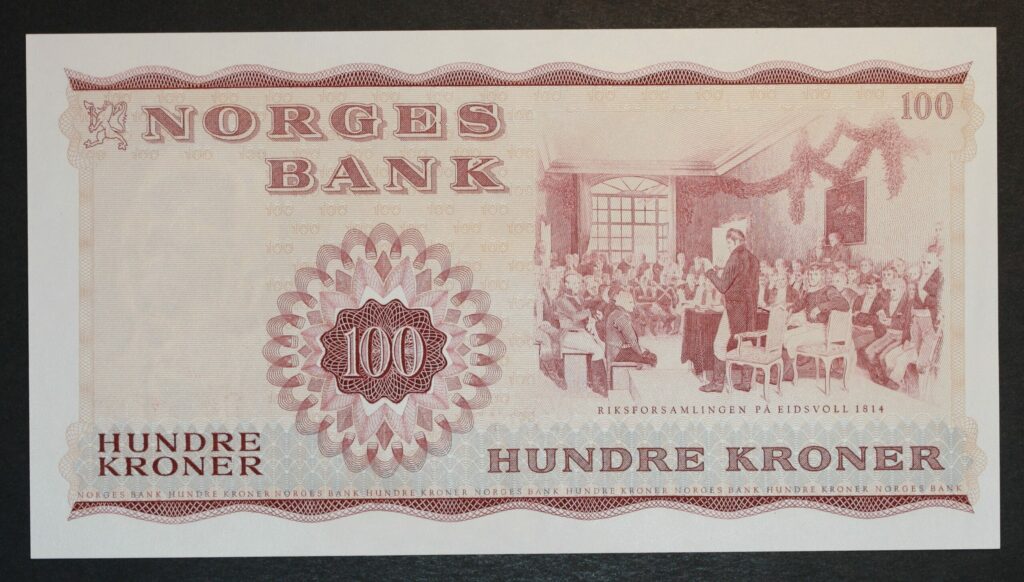 NORGES
BANK
100
100
RIKSFORSAMLINGEN PÅ EIDSVOLL 1814
HUNDRE
KRONER
HUNDRE KRONER
NORGES BANK HUNDRE KRONER NORGES BANK HUNDRE KRONER NORGES BANK HUNDRE KRONER NORGES BANK HUNDRE KRONER NORGES BANK